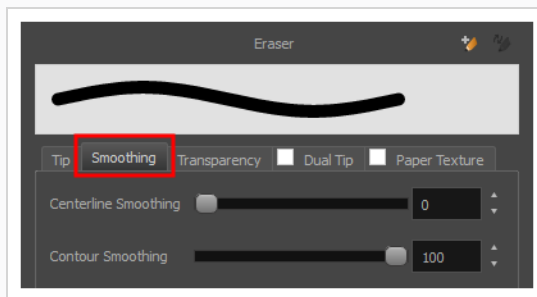 Eraser
Tip Smoothing Transparency Dual Tip Paper Texture
Centerline Smoothing 0
Contour Smoothing 100